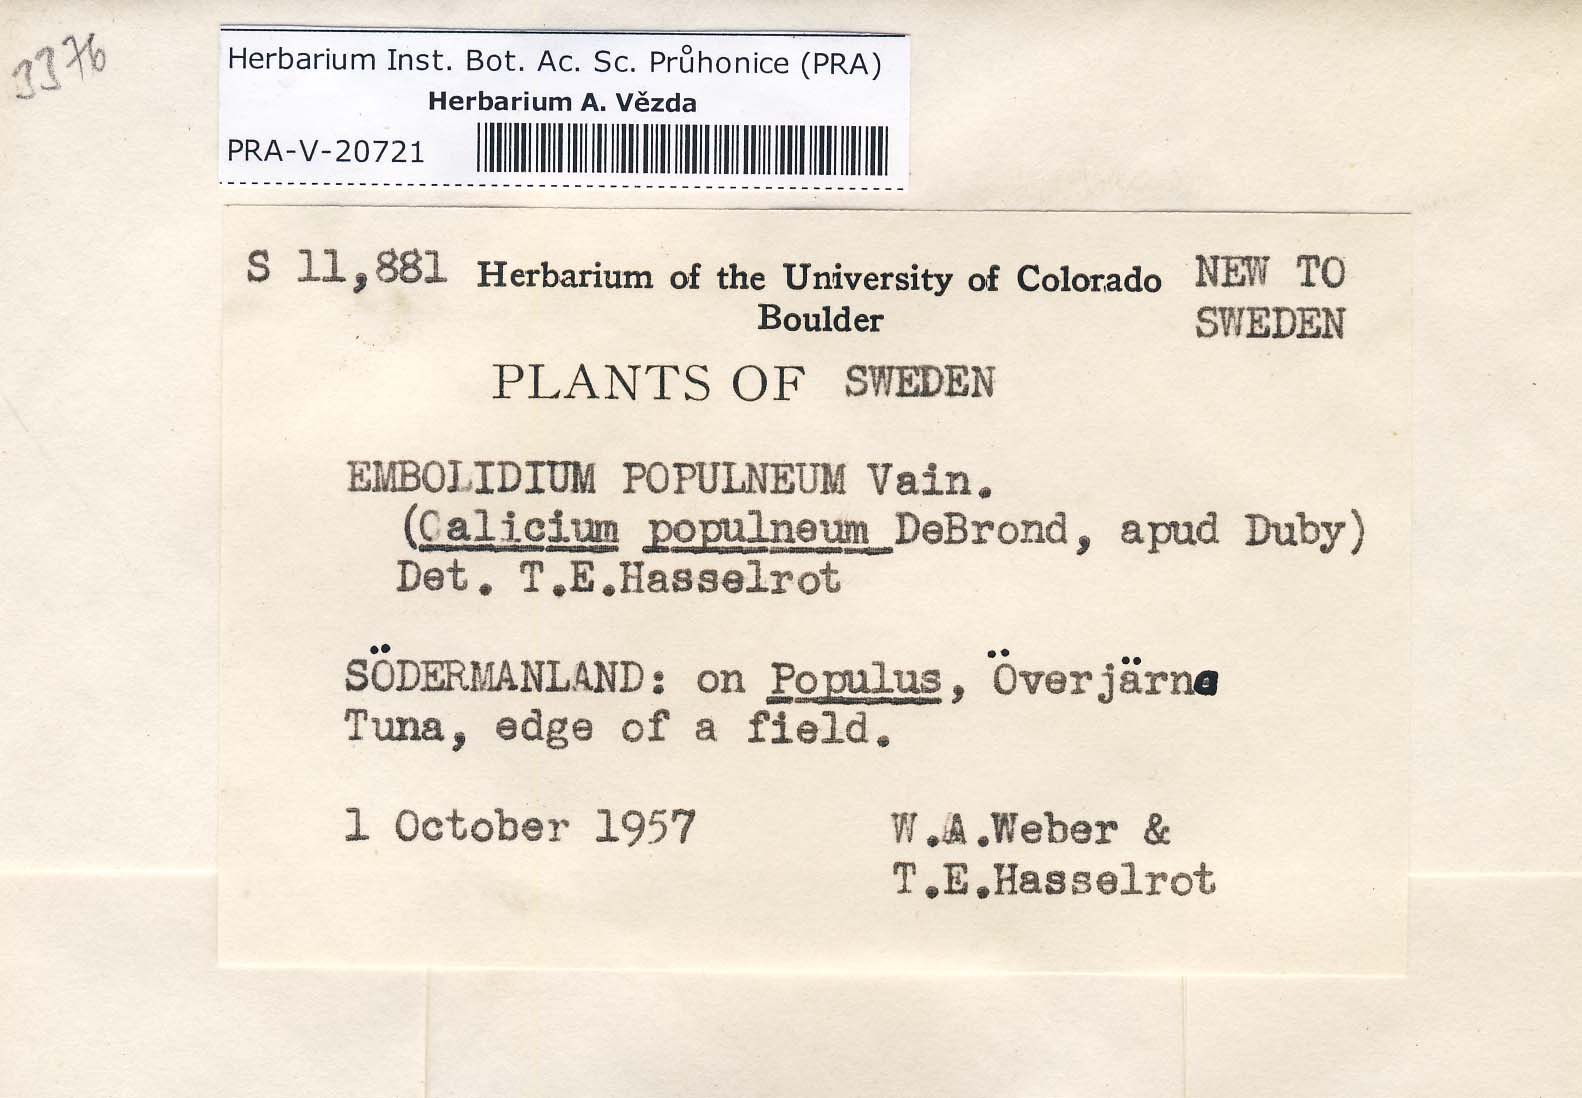 3376
Herbarium Inst. Bot. Ac. Sc. Průhonice (PRA)
Herbarium A. Vězda
PRA-V-20721
S 11,881 Herbarium of the University of Colorado NEW TO
Boulder SWEDEN
PLANTS OF SWEDEN
EMBOLIDIUM POPULNEUM Vain.
(Calicium populneum DeBrond, apud Duby)
Det. T.E.Hasselrot
SÖDERMANLAND: on Populus, Överjärna
Tuna, edge of a field.
1 October 1957 W.A.Weber &
T.E.Hasselrot